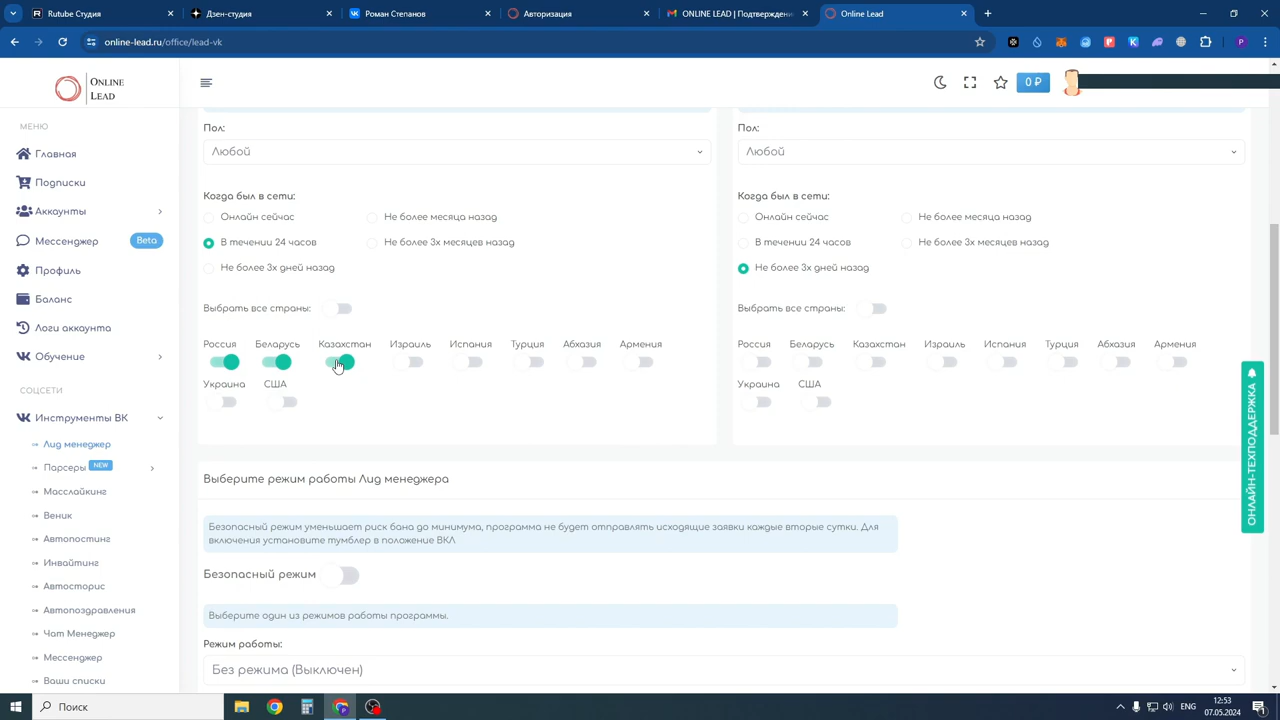 Rutube Студия
Дзен-студия
Роман Степанов
Авторизация
ONLINE LEAD | Подтверждени
Online Lead
online-lead.ru/office/lead-vk
ONLINE
LEAD
0 ₽
МЕНЮ
Главная
Подписки
Аккаунты
Мессенджер
Beta
Профиль
Баланс
Логи аккаунта
Обучение
СОЦСЕТИ
Инструменты ВК
Лид менеджер
Парсеры NEW
Масслайкинг
Веник
Автопостинг
Инвайтинг
Автосторис
Автопоздравления
Чат Менеджер
Мессенджер
Ваши списки
Пол:
Любой
Когда был в сети:
Онлайн сейчас
Не более месяца назад
В течении 24 часов
Не более 3х месяцев назад
Не более 3х дней назад
Выбрать все страны:
Россия Беларусь Казахстан Израиль Испания Турция Абхазия Армения
Украина США
Пол:
Любой
Когда был в сети:
Онлайн сейчас
Не более месяца назад
В течении 24 часов
Не более 3х месяцев назад
Не более 3х дней назад
Выбрать все страны:
Россия Беларусь Казахстан Израиль Испания Турция Абхазия Армения
Украина США
Выберите режим работы Лид менеджера
Безопасный режим уменьшает риск бана до минимума, программа не будет отправлять исходящие заявки каждые вторые сутки. Для
включения установите тумблер в положение ВКЛ
Безопасный режим
Выберите один из режимов работы программы.
Режим работы:
Без режима (Выключен)
ОНЛАЙН-ТЕХПОДДЕРЖКА
Поиск
ENG
12:53
07.05.2024